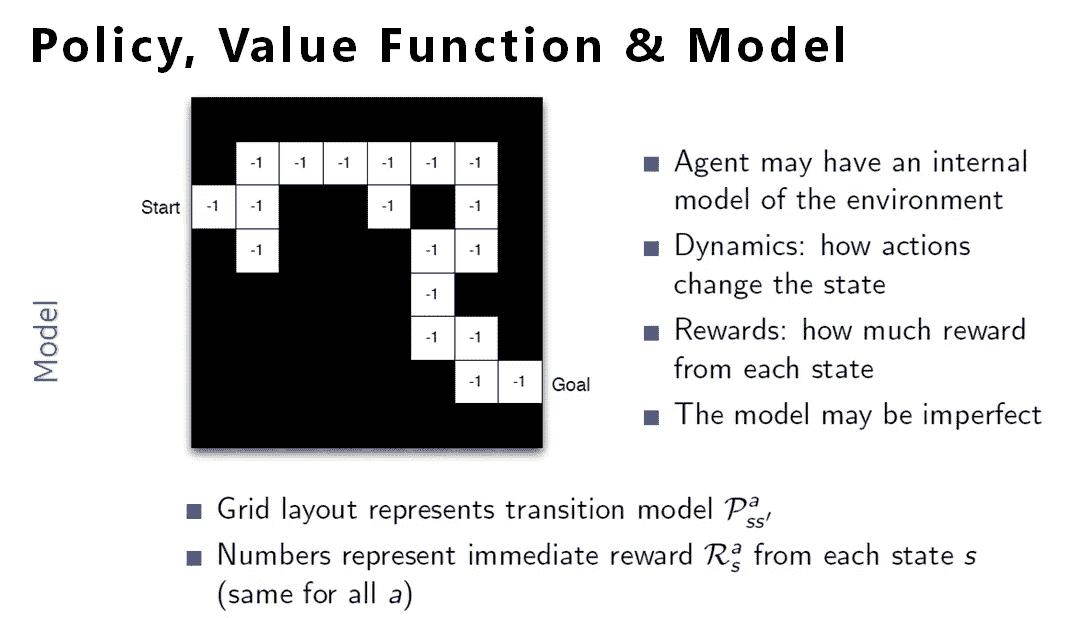 Policy, Value Function & Model
-1 -1 -1 -1 -1 -1
Start -1 -1 -1 -1
-1 -1 -1
-1
-1 -1
-1 -1 Goal
Model
Agent may have an internal
model of the environment
Dynamics: how actions
change the state
Rewards: how much reward
from each state
The model may be imperfect
Grid layout represents transition model 𝒫ᵃₛₛ′
Numbers represent immediate reward ℛᵃₛ from each state s
(same for all a)